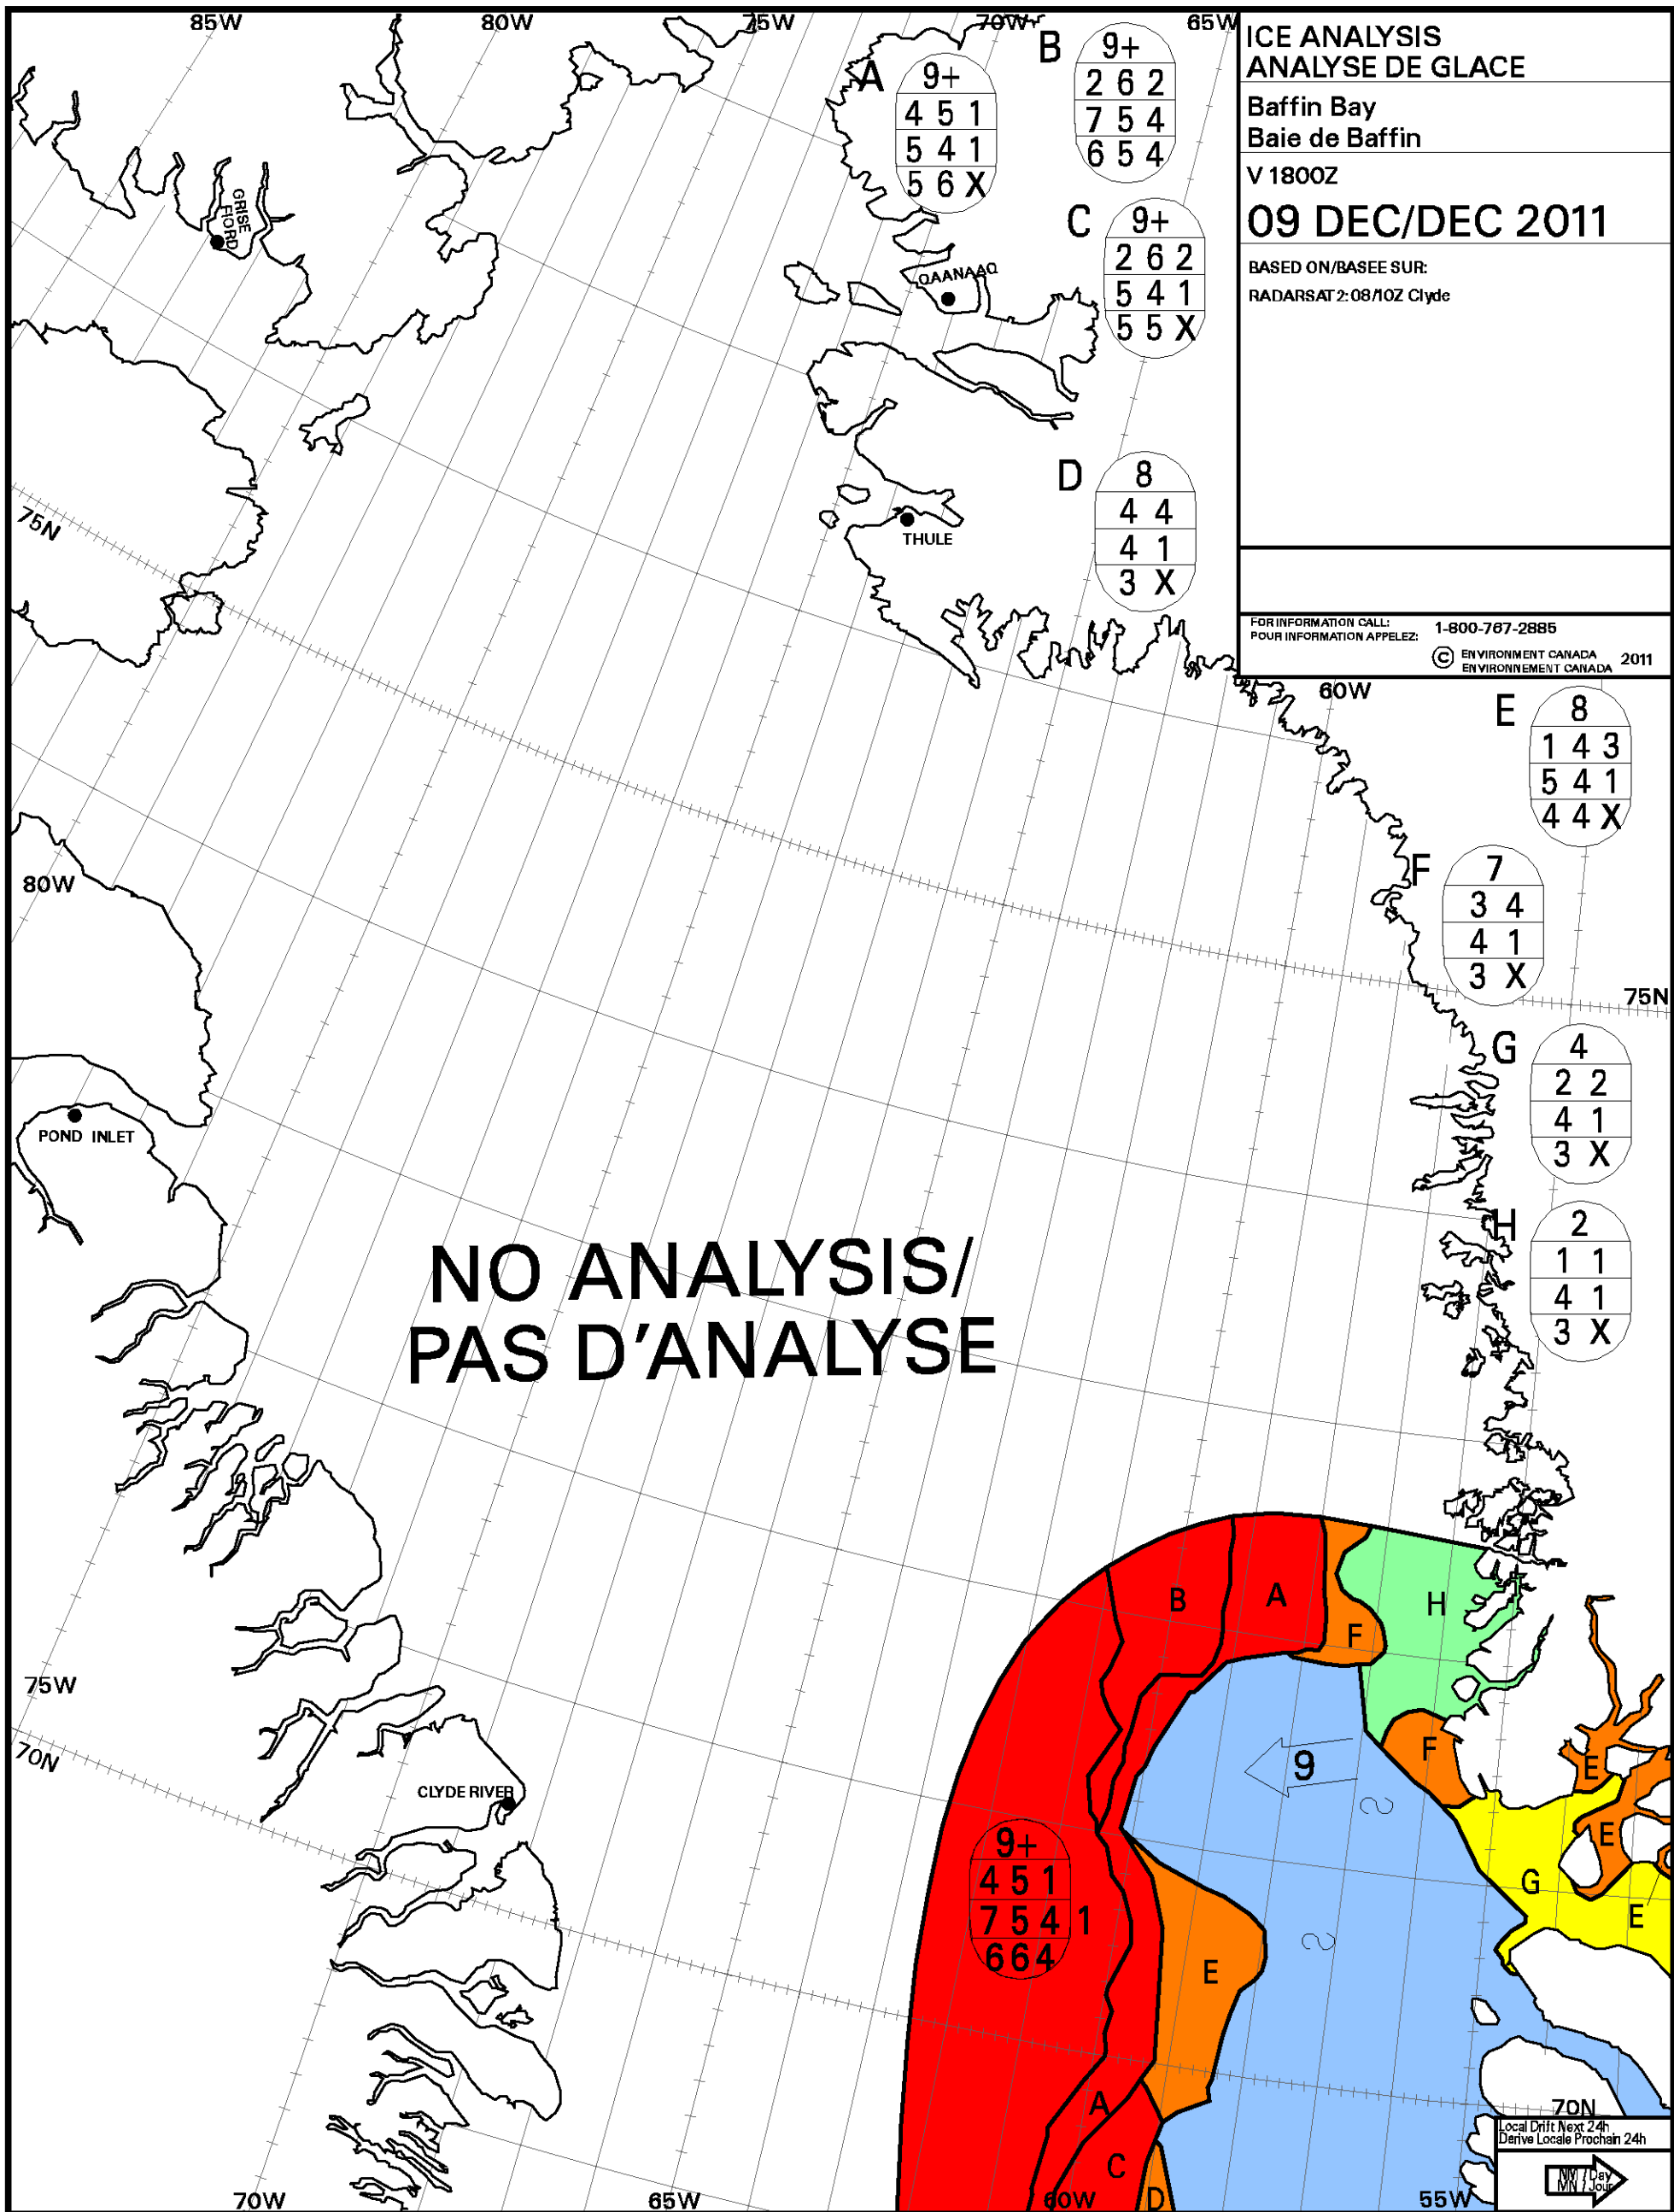 85W 80W 75W 70W 65W
ICE ANALYSIS
ANALYSE DE GLACE
Baffin Bay
Baie de Baffin
V 1800Z
09 DEC/DEC 2011
BASED ON/BASEE SUR:
RADARSAT2: 08/10Z Clyde
FOR INFORMATION CALL: 1-800-767-2885
POUR INFORMATION APPELEZ:
© ENVIRONMENT CANADA 2011
ENVIRONNEMENT CANADA
A
9+
4 5 1
5 4 1
5 6 X
B
9+
2 6 2
7 5 4
6 5 4
C
9+
2 6 2
5 4 1
5 5 X
D
8
4 4
4 1
3 X
GRISE
FIORD
QAANAAQ
THULE
75N
60W
E
8
1 4 3
5 4 1
4 4 X
F
7
3 4
4 1
3 X
80W
75N
G
4
2 2
4 1
3 X
H
2
1 1
4 1
3 X
POND INLET
NO ANALYSIS/
PAS D'ANALYSE
B
A
H
F
75W
70N
F
E
6
CLYDE RIVER
E
9+
4 5 1
7 5 4 1
6 6 4
G
E
E
A
C
D
70N
Local Drift Next 24h
Derive Locale Prochain 24h
NM / Day
MN / Jour
70W 65W 60W 55W